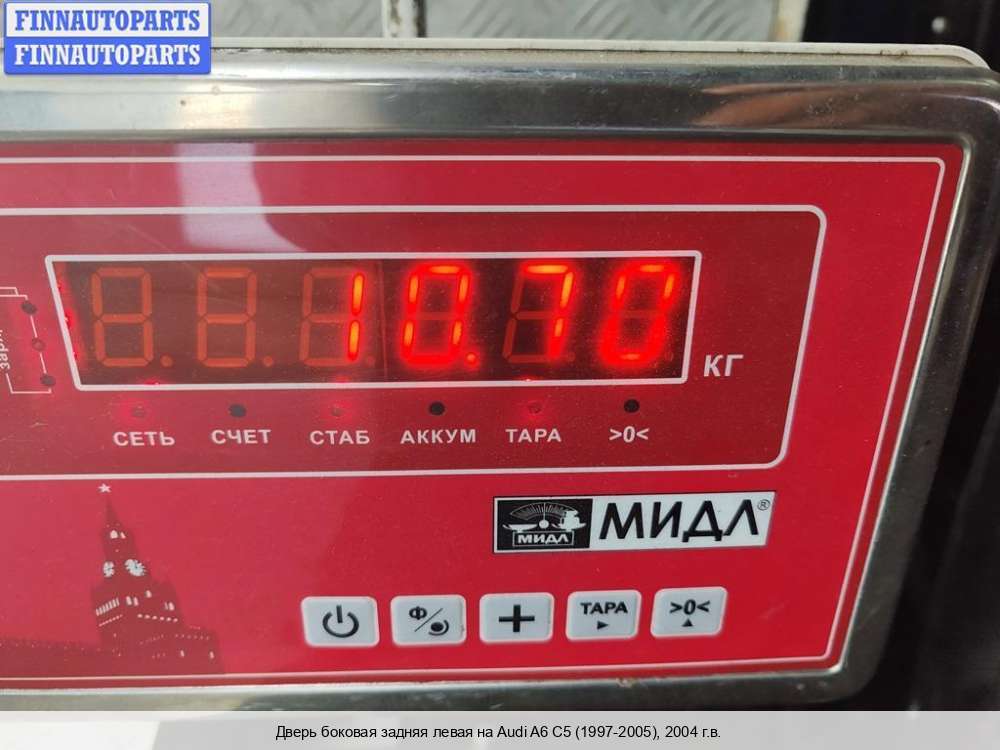 FINNAUTOPARTS
FINNAUTOPARTS
10.70
КГ
СЕТЬ СЧЕТ СТАБ АККУМ ТАРА >0<
МИДЛ МИДЛ®
Ф ТАРА >0<
Дверь боковая задняя левая на Audi A6 C5 (1997-2005), 2004 г.в.